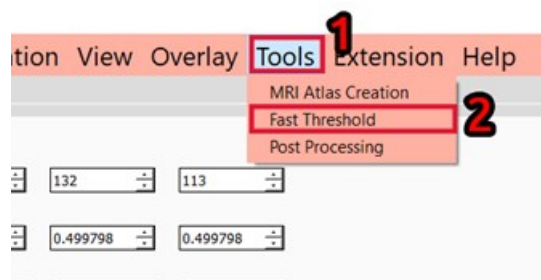 1
View Overlay Tools Extension Help
MRI Atlas Creation
Fast Threshold
2
Post Processing
132 113
0.499798 0.499798